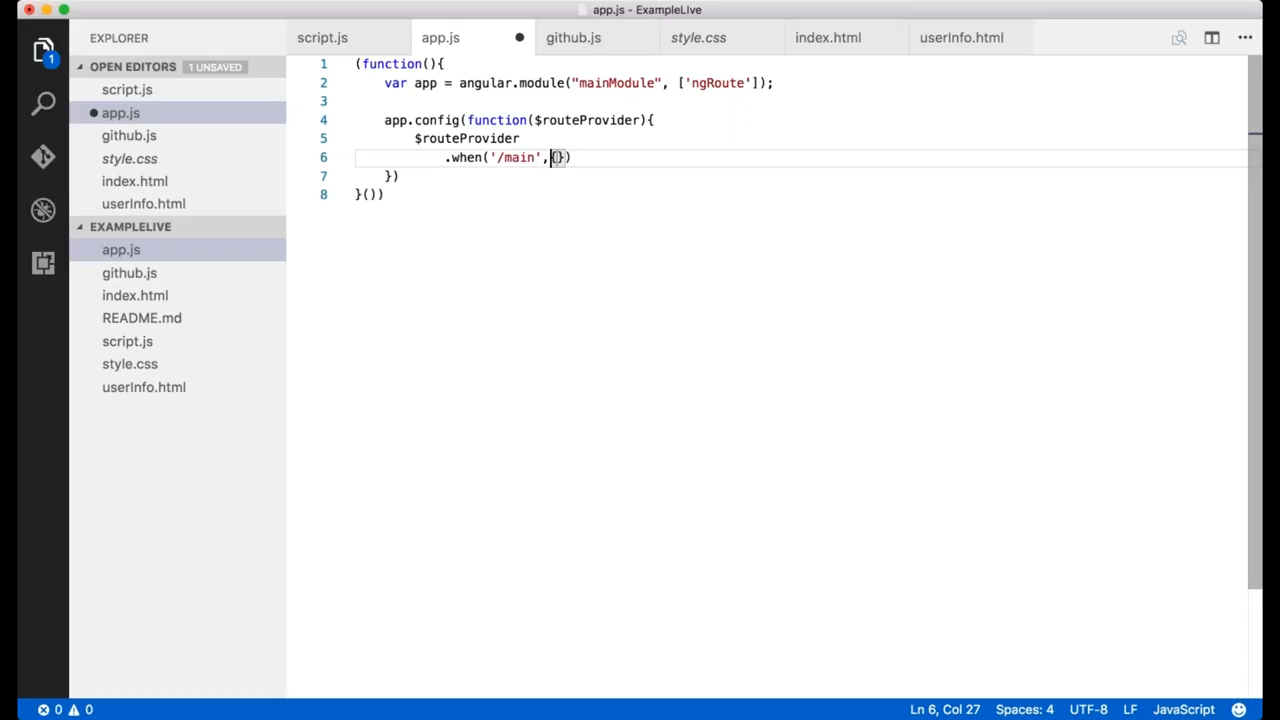 app.js - ExampleLive
EXPLORER
OPEN EDITORS 1 UNSAVED
script.js
app.js
github.js
style.css
index.html
userInfo.html
EXAMPLELIVE
app.js
github.js
index.html
README.md
script.js
style.css
userInfo.html
1
script.js app.js github.js style.css index.html userInfo.html
1 (function(){
2 var app = angular.module("mainModule", ['ngRoute']);
3
4 app.config(function($routeProvider){
5 $routeProvider
6 .when('/main',{})
7 })
8 }())
0 0
Ln 6, Col 27 Spaces: 4 UTF-8 LF JavaScript